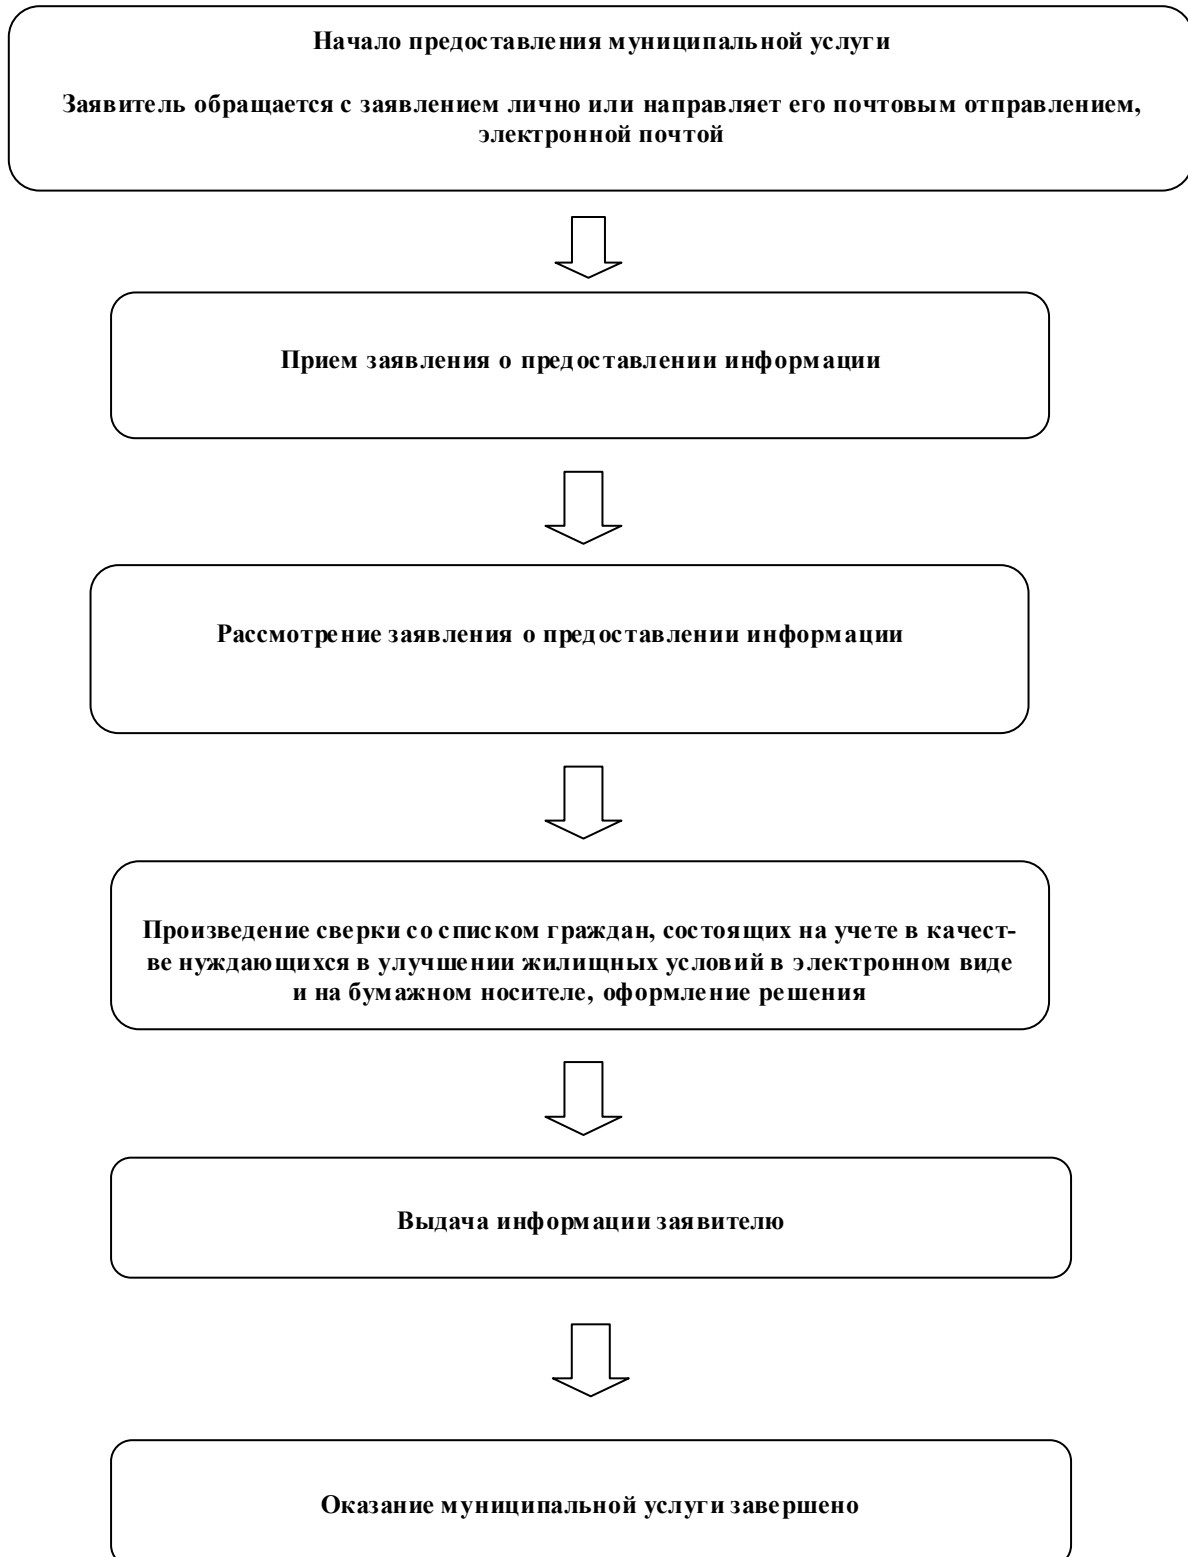 Начало предоставления муниципальной услуги
Заявитель обращается с заявлением лично или направляет его почтовым отправлением,
электронной почтой
Прием заявления о предоставлении информации
Рассмотрение заявления о предоставлении информации
Произведение сверки со списком граждан, состоящих на учете в качест-
ве нуждающихся в улучшении жилищных условий в электронном виде
и на бумажном носителе, оформление решения
Выдача информации заявителю
Оказание муниципальной услуги завершено